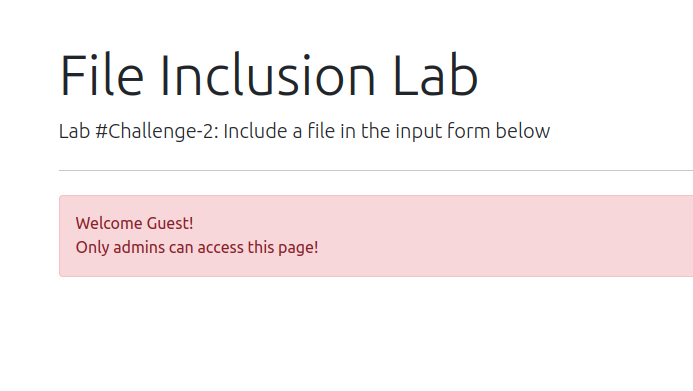 File Inclusion Lab
Lab #Challenge-2: Include a file in the input form below
Welcome Guest!
Only admins can access this page!